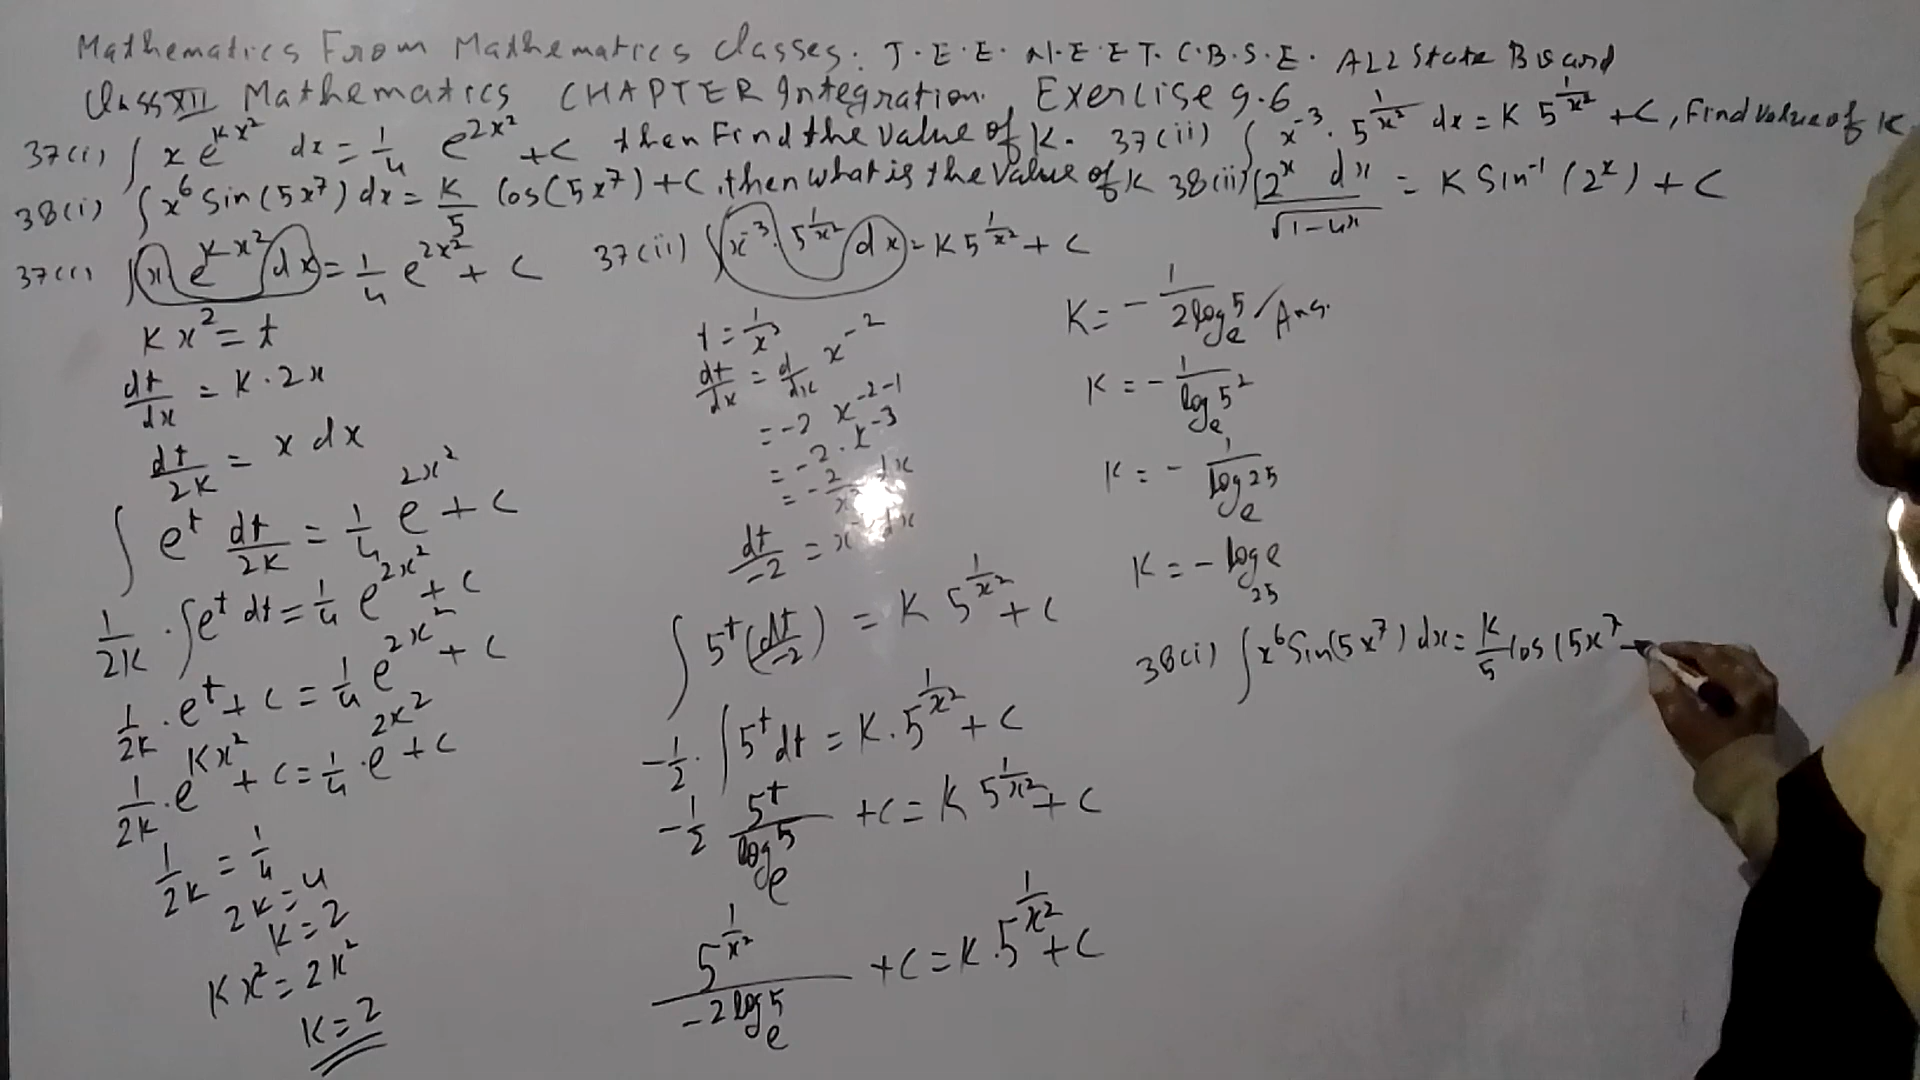 Mathematics From Mathematics Classes: J.E.E. N.E.E.T. C.B.S.E. ALL State Board
Class XII Mathematics CHAPTER Integration, Exercise 9.6
37(i) ∫ x e^{kx²} dx = 1/4 e^{2x²} + C then Find the value of K. 37(ii) ∫ x^{-3} · 5^{1/x²} dx = K 5^{1/x²} + C, Find value of K
38(i) ∫ x⁶ Sin(5x⁷) dx = K/5 Cos(5x⁷) + C, then what is the value of K 38(ii) ∫ 2^x dx / √(1-4^x) = K Sin⁻¹(2^x) + C
37(i) ∫ x e^{Kx²} dx = 1/4 e^{2x²} + C
Kx² = t
dt/dx = K · 2x
dt/2K = x dx
∫ e^t dt/2K = 1/4 e^{2x²} + C
1/2K · ∫ e^t dt = 1/4 e^{2x²} + C
1/2K · e^t + C = 1/4 e^{2x²} + C
1/2K · e^{Kx²} + C = 1/4 · e^{2x²} + C
1/2K = 1/4
2K = 4
K = 2
Kx² = 2x²
K = 2
37(ii) ∫ x^{-3} · 5^{1/x²} dx = K 5^{1/x²} + C
dt/dx = d/dx x^{-2}
= -2 x^{-2-1}
= -2 · x^{-3}
dt/-2 =
∫ 5^t (dt/-2) = K 5^{1/x²} + C
-1/2 · ∫ 5^t dt = K · 5^{1/x²} + C
-1/2 5^t / log_e 5 + C = K 5^{1/x²} + C
5^{1/x²} / -2 log_e 5 + C = K · 5^{1/x²} + C
K = - 1/2log_e 5 / Ans.
K = - 1/log_e 5²
K = - 1/log_e 25
K = - log_25 e
38(i) ∫ x⁶ Sin(5x⁷) dx = K/5 Cos(5x⁷